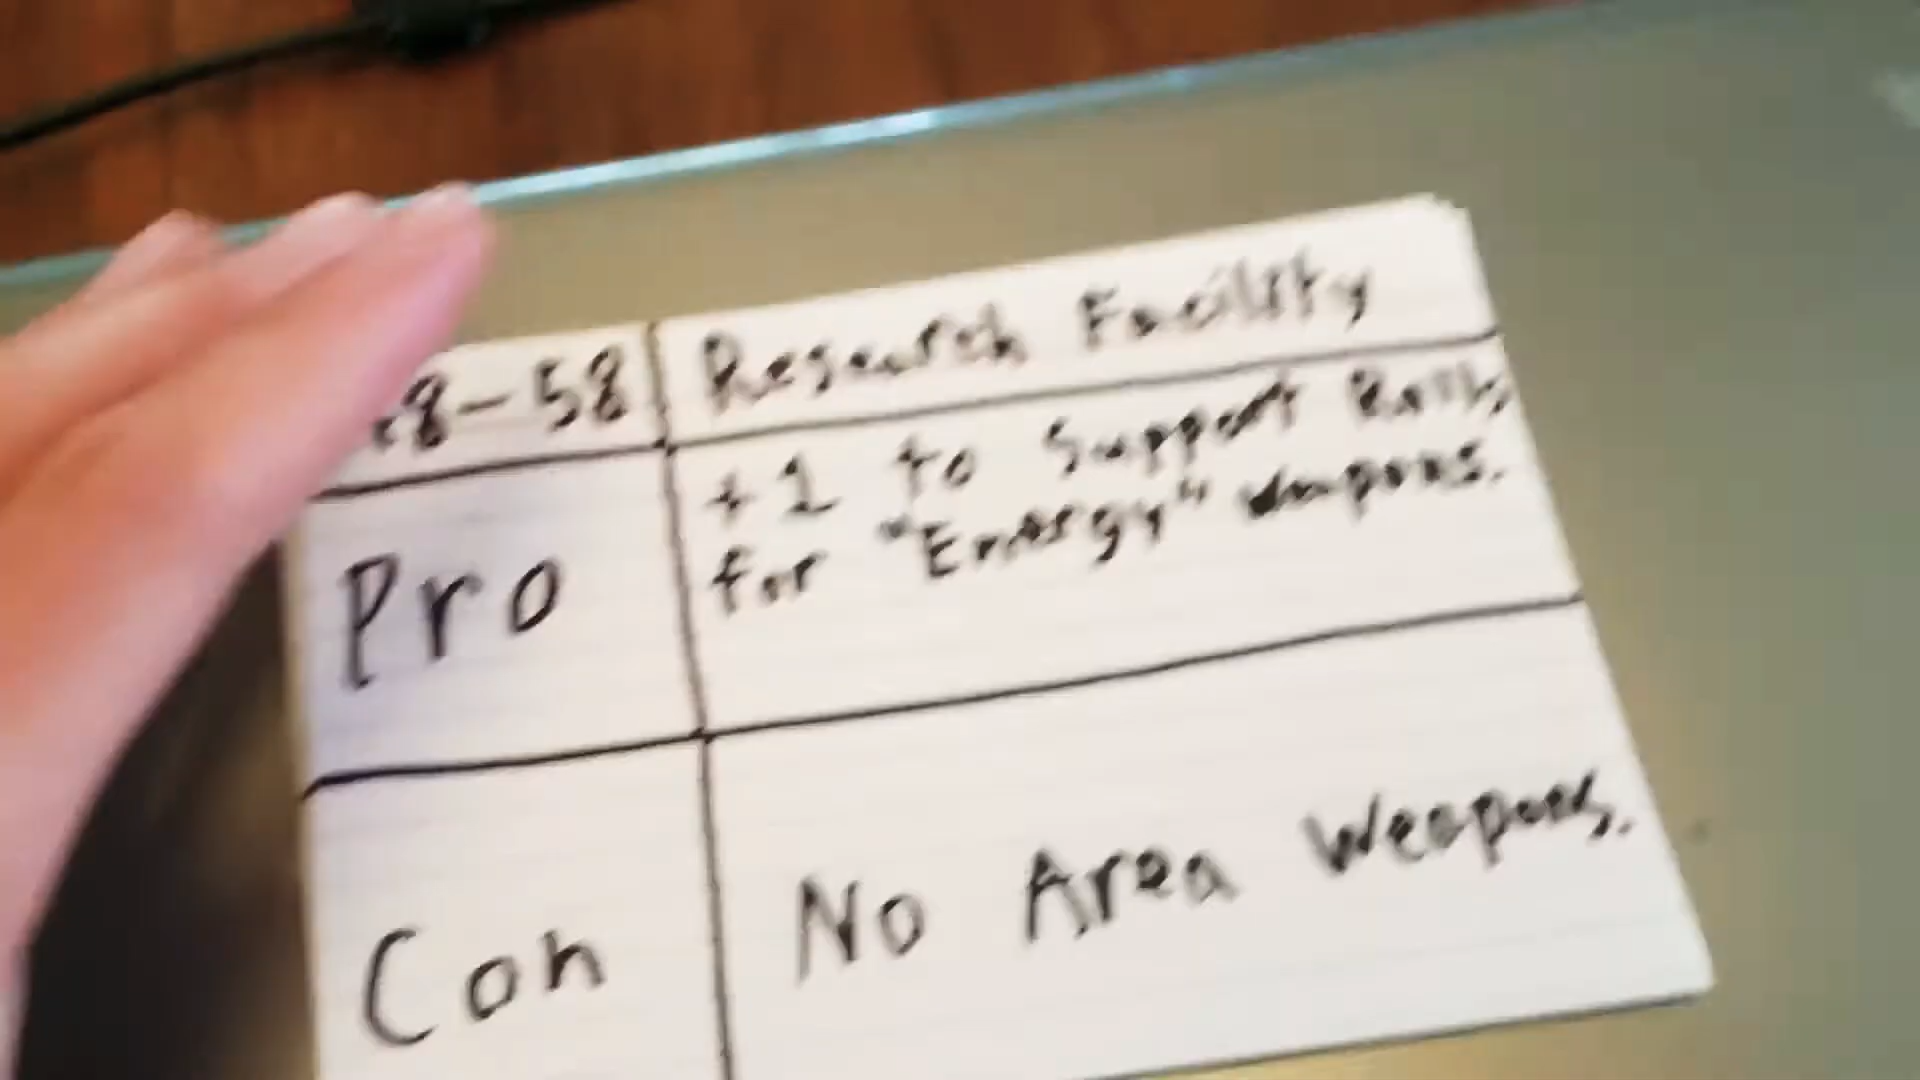 8-58 Research Facility
Pro +1 to Support Rolls
for "Energy" weapons.
Con No Area Weapons.